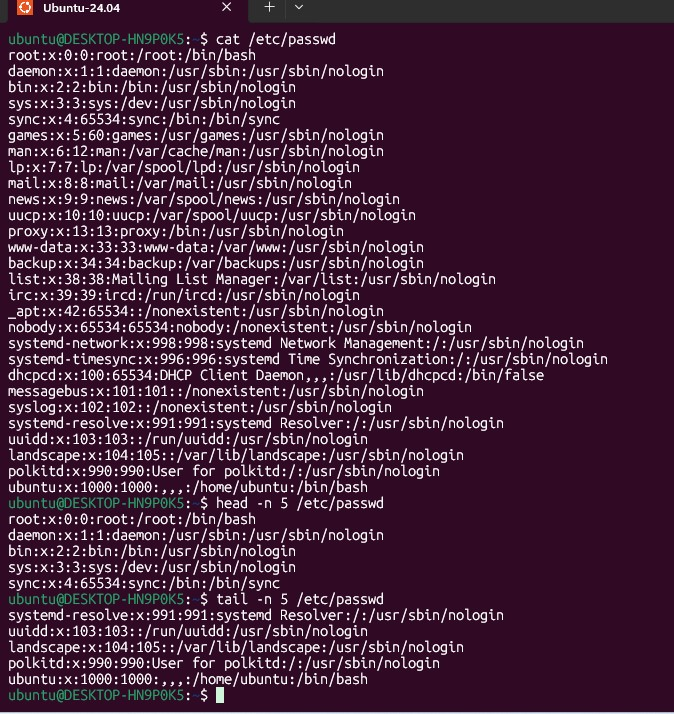 Ubuntu-24.04
ubuntu@DESKTOP-HN9P0K5:~$ cat /etc/passwd
root:x:0:0:root:/root:/bin/bash
daemon:x:1:1:daemon:/usr/sbin:/usr/sbin/nologin
bin:x:2:2:bin:/bin:/usr/sbin/nologin
sys:x:3:3:sys:/dev:/usr/sbin/nologin
sync:x:4:65534:sync:/bin:/bin/sync
games:x:5:60:games:/usr/games:/usr/sbin/nologin
man:x:6:12:man:/var/cache/man:/usr/sbin/nologin
lp:x:7:7:lp:/var/spool/lpd:/usr/sbin/nologin
mail:x:8:8:mail:/var/mail:/usr/sbin/nologin
news:x:9:9:news:/var/spool/news:/usr/sbin/nologin
uucp:x:10:10:uucp:/var/spool/uucp:/usr/sbin/nologin
proxy:x:13:13:proxy:/bin:/usr/sbin/nologin
www-data:x:33:33:www-data:/var/www:/usr/sbin/nologin
backup:x:34:34:backup:/var/backups:/usr/sbin/nologin
list:x:38:38:Mailing List Manager:/var/list:/usr/sbin/nologin
irc:x:39:39:ircd:/run/ircd:/usr/sbin/nologin
_apt:x:42:65534::/nonexistent:/usr/sbin/nologin
nobody:x:65534:65534:nobody:/nonexistent:/usr/sbin/nologin
systemd-network:x:998:998:systemd Network Management:/:/usr/sbin/nologin
systemd-timesync:x:996:996:systemd Time Synchronization:/:/usr/sbin/nologin
dhcpcd:x:100:65534:DHCP Client Daemon,,,:/usr/lib/dhcpcd:/bin/false
messagebus:x:101:101::/nonexistent:/usr/sbin/nologin
syslog:x:102:102::/nonexistent:/usr/sbin/nologin
systemd-resolve:x:991:991:systemd Resolver:/:/usr/sbin/nologin
uuidd:x:103:103::/run/uuidd:/usr/sbin/nologin
landscape:x:104:105::/var/lib/landscape:/usr/sbin/nologin
polkitd:x:990:990:User for polkitd:/:/usr/sbin/nologin
ubuntu:x:1000:1000:,,,:/home/ubuntu:/bin/bash
ubuntu@DESKTOP-HN9P0K5:~$ head -n 5 /etc/passwd
root:x:0:0:root:/root:/bin/bash
daemon:x:1:1:daemon:/usr/sbin:/usr/sbin/nologin
bin:x:2:2:bin:/bin:/usr/sbin/nologin
sys:x:3:3:sys:/dev:/usr/sbin/nologin
sync:x:4:65534:sync:/bin:/bin/sync
ubuntu@DESKTOP-HN9P0K5:~$ tail -n 5 /etc/passwd
systemd-resolve:x:991:991:systemd Resolver:/:/usr/sbin/nologin
uuidd:x:103:103::/run/uuidd:/usr/sbin/nologin
landscape:x:104:105::/var/lib/landscape:/usr/sbin/nologin
polkitd:x:990:990:User for polkitd:/:/usr/sbin/nologin
ubuntu:x:1000:1000:,,,:/home/ubuntu:/bin/bash
ubuntu@DESKTOP-HN9P0K5:~$